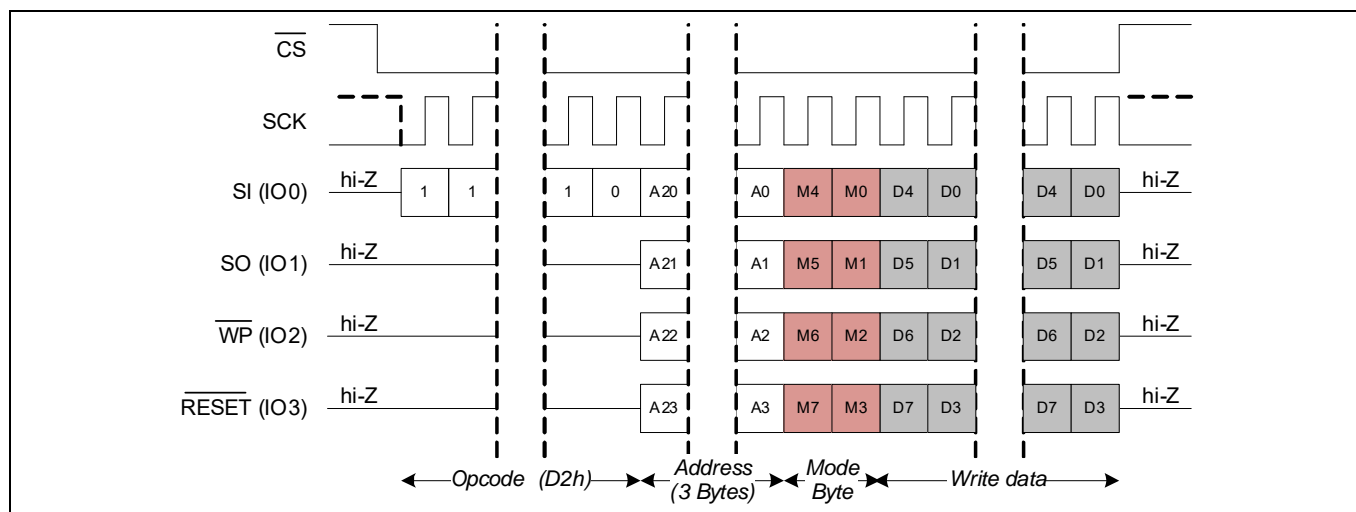 CS
SCK
SI (IO0) hi-Z 1 1 1 0 A20 A0 M4 M0 D4 D0 D4 D0 hi-Z
SO (IO1) hi-Z A21 A1 M5 M1 D5 D1 D5 D1 hi-Z
WP (IO2) hi-Z A22 A2 M6 M2 D6 D2 D6 D2 hi-Z
RESET (IO3) hi-Z A23 A3 M7 M3 D7 D3 D7 D3 hi-Z
Opcode (D2h) Address Mode Write data
(3 Bytes) Byte